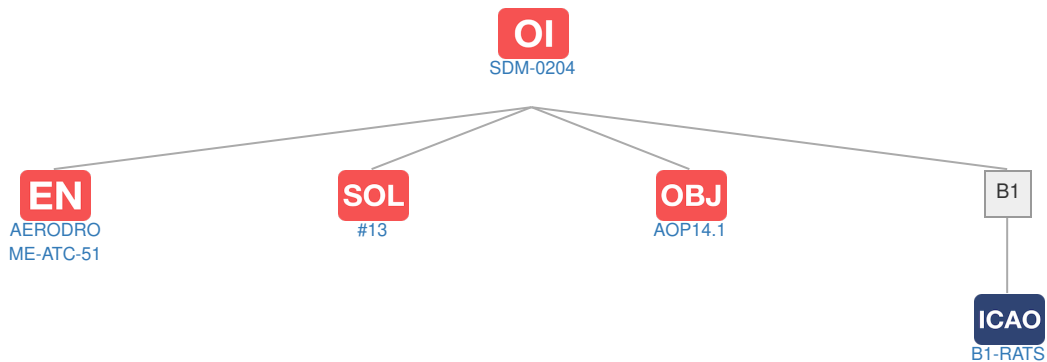 OI
SDM-0204
EN
AERODRO
ME-ATC-51
SOL
#13
OBJ
AOP14.1
B1
ICAO
B1-RATS